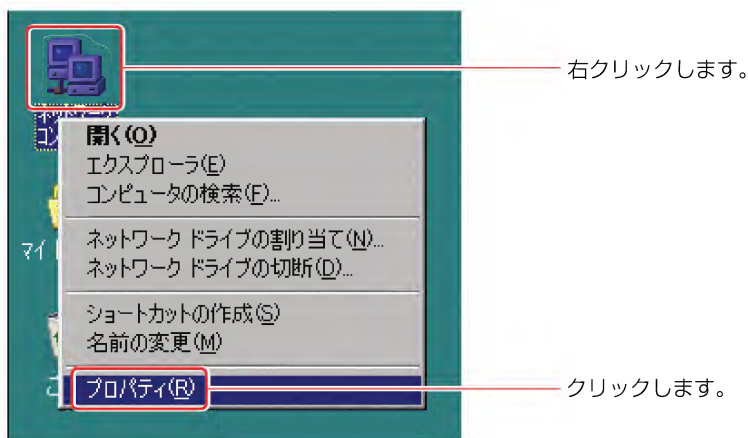 右クリックします。
開く(O)
エクスプローラ(E)
コンピュータの検索(F)...
ネットワーク ドライブの割り当て(N)...
マイ
ネットワーク ドライブの切断(D)...
ショートカットの作成(S)
名前の変更(M)
プロパティ(R)
クリックします。